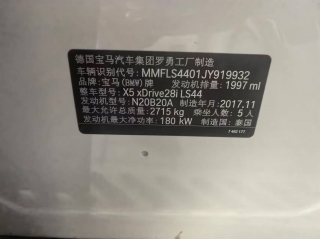 德国宝马汽车集团罗勇工厂制造
车辆识别代号：MMFLS4401JY919932
品牌：宝马(BMW)牌 发动机排量：1997 ml
整车型号：X5 xDrive28i LS44
发动机型号：N20B20A 制造年月：2017.11
最大允许总质量：2715 kg 乘坐人数：5 人
发动机最大净功率：180 kW 制造国：泰国
7 482 177